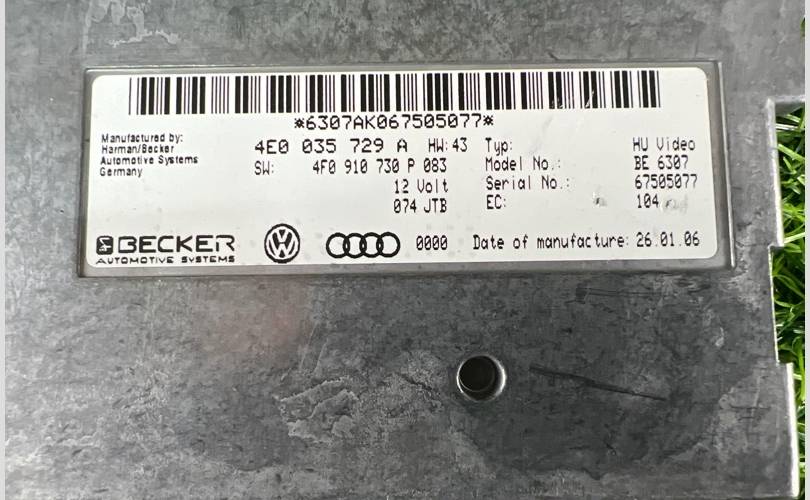 *6307AK067505077*
Manufactured by:
Harman/Becker
Automotive Systems
Germany
4E0 035 729 A HW:43
SW: 4F0 910 730 P 083
12 Volt
074 JTB
Typ: HU Video
Model No.: BE 6307
Serial No.: 67505077
EC: 104
BECKER
AUTOMOTIVE SYSTEMS
0000 Date of manufacture: 26.01.06